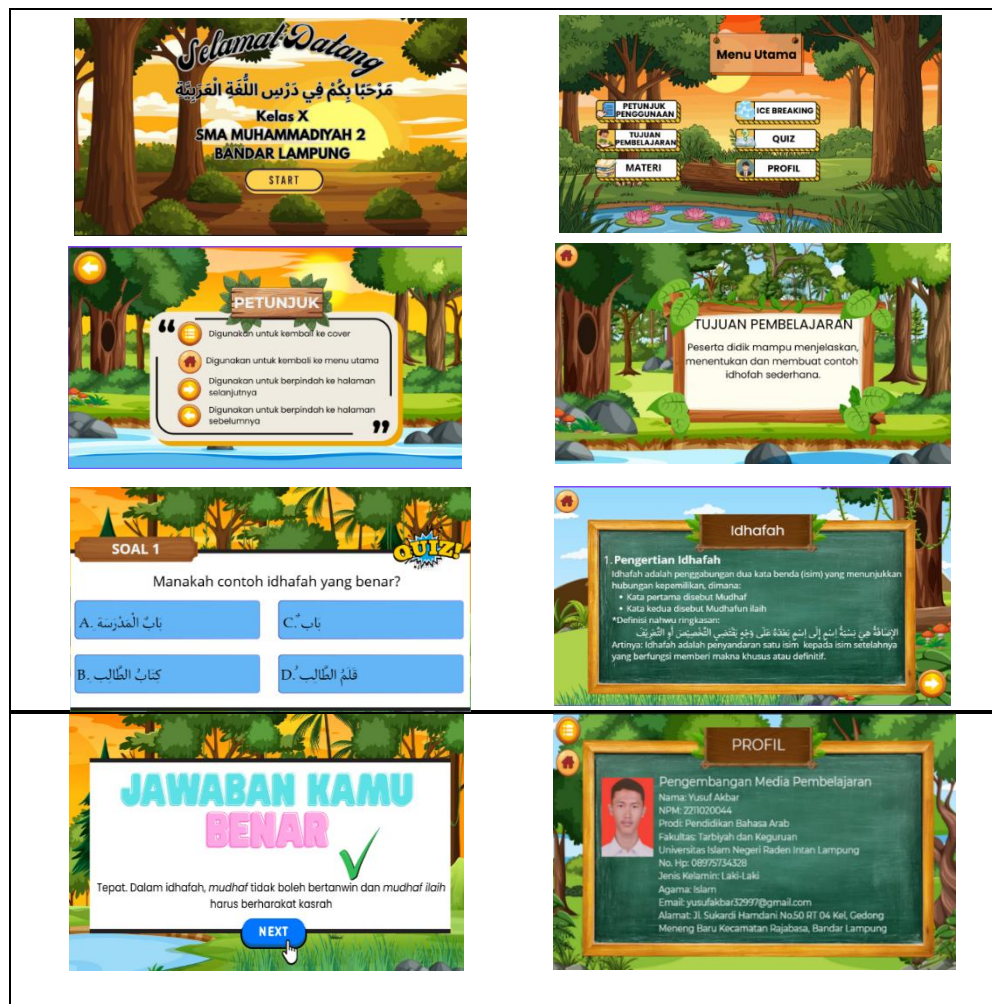 Selamat Datang
مَرْحَبًا بِكُمْ فِي دَرْسِ اللُّغَةِ الْعَرَبِيَّةِ
Kelas X
SMA MUHAMMADIYAH 2
BANDAR LAMPUNG
START
Menu Utama
PETUNJUK
PENGGUNAAN
ICE BREAKING
TUJUAN
PEMBELAJARAN
QUIZ
MATERI
PROFIL
PETUNJUK
Digunakan untuk kembali ke cover
Digunakan untuk kembali ke menu utama
Digunakan untuk berpindah ke halaman
selanjutnya
Digunakan untuk berpindah ke halaman
sebelumnya
TUJUAN PEMBELAJARAN
Peserta didik mampu menjelaskan,
menentukan dan membuat contoh
idhofah sederhana.
SOAL 1
QUIZ!
Manakah contoh idhafah yang benar?
A. بَابُ الْمَدْرَسَة
C. بَاب ٌ
B. كِتَابُ الطَّالِب
D. قَلَمُ الطَّالِب ُ
Idhafah
1. Pengertian Idhafah
Idhafah adalah penggabungan dua kata benda (isim) yang menunjukkan
hubungan kepemilikan, dimana:
• Kata pertama disebut Mudhaf
• Kata kedua disebut Mudhafun ilaih
*Definisi nahwu ringkasan:
الإِضَافَةُ هِيَ نِسْبَةُ إِسْمٍ إِلَى إِسْمٍ بَعْدَهُ عَلَى وَجْهٍ يَقْتَضِي التَّخْصِيْصَ أَوِ التَّعْرِيْفَ
Artinya: Idhafah adalah penyandaran satu isim kepada isim setelahnya
yang berfungsi memberi makna khusus atau definitif.
JAWABAN KAMU
BENAR
Tepat. Dalam idhafah, mudhaf tidak boleh bertanwin dan mudhaf ilaih
harus berharakat kasrah
NEXT
PROFIL
Pengembangan Media Pembelajaran
Nama: Yusuf Akbar
NPM: 2211020044
Prodi: Pendidikan Bahasa Arab
Fakultas: Tarbiyah dan Keguruan
Universitas Islam Negeri Raden Intan Lampung
No. Hp: 08975734328
Jenis Kelamin: Laki-Laki
Agama: Islam
Email: yusufakbar32997@gmail.com
Alamat: Jl. Sukardi Hamdani No.50 RT 04 Kel, Gedong
Meneng Baru Kecamatan Rajabasa, Bandar Lampung